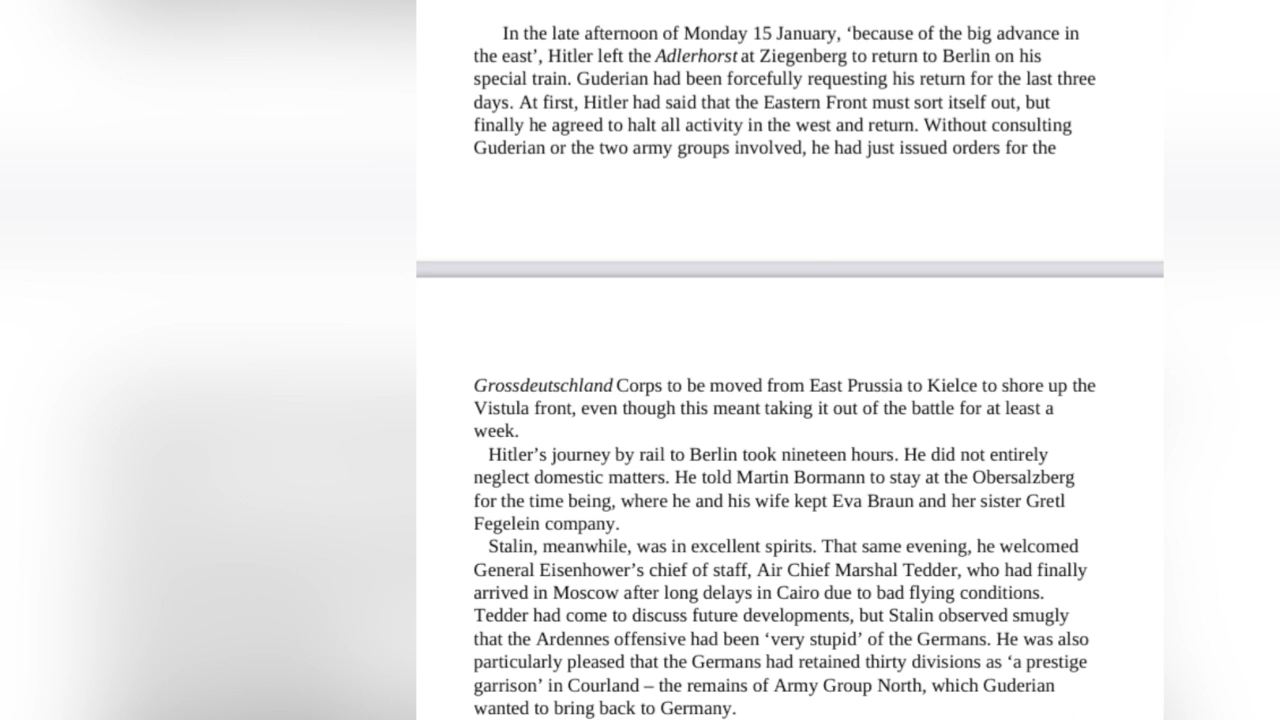 In the late afternoon of Monday 15 January, ‘because of the big advance in
the east’, Hitler left the Adlerhorst at Ziegenberg to return to Berlin on his
special train. Guderian had been forcefully requesting his return for the last three
days. At first, Hitler had said that the Eastern Front must sort itself out, but
finally he agreed to halt all activity in the west and return. Without consulting
Guderian or the two army groups involved, he had just issued orders for the
Grossdeutschland Corps to be moved from East Prussia to Kielce to shore up the
Vistula front, even though this meant taking it out of the battle for at least a
week.
Hitler’s journey by rail to Berlin took nineteen hours. He did not entirely
neglect domestic matters. He told Martin Bormann to stay at the Obersalzberg
for the time being, where he and his wife kept Eva Braun and her sister Gretl
Fegelein company.
Stalin, meanwhile, was in excellent spirits. That same evening, he welcomed
General Eisenhower’s chief of staff, Air Chief Marshal Tedder, who had finally
arrived in Moscow after long delays in Cairo due to bad flying conditions.
Tedder had come to discuss future developments, but Stalin observed smugly
that the Ardennes offensive had been ‘very stupid’ of the Germans. He was also
particularly pleased that the Germans had retained thirty divisions as ‘a prestige
garrison’ in Courland – the remains of Army Group North, which Guderian
wanted to bring back to Germany.